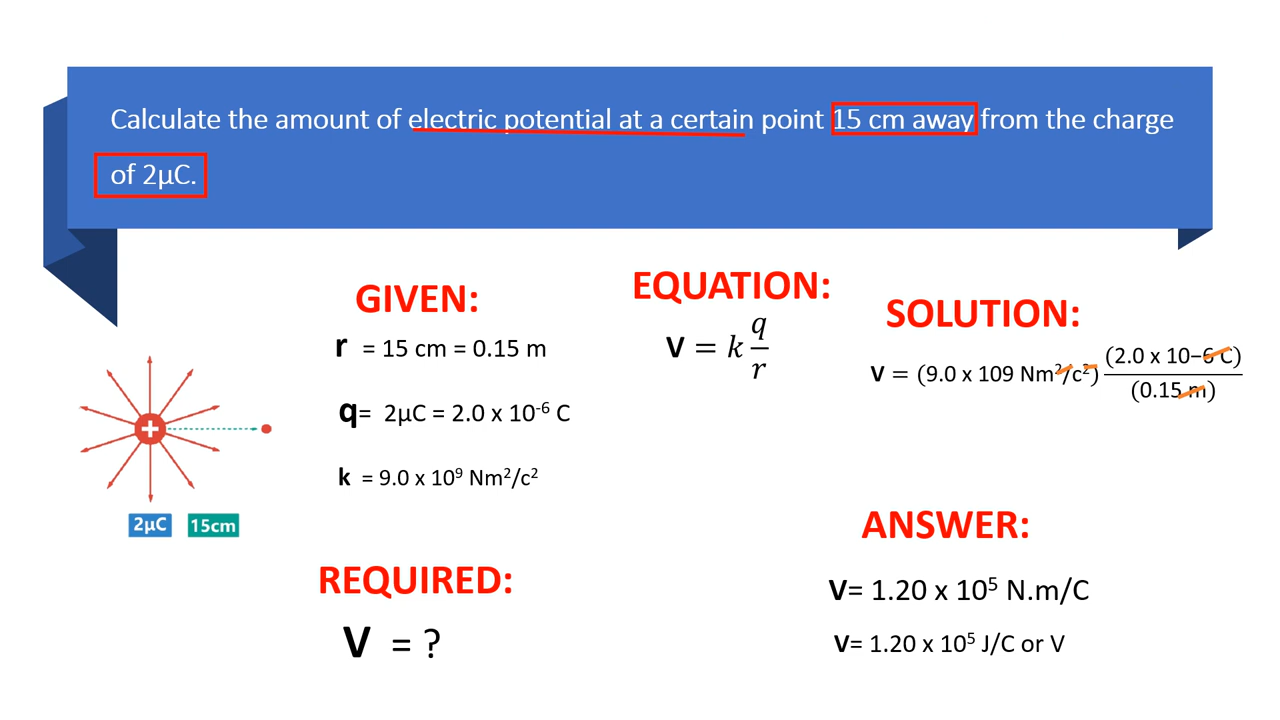 Calculate the amount of electric potential at a certain point 15 cm away from the charge
of 2μC.
GIVEN:
r = 15 cm = 0.15 m
q= 2μC = 2.0 x 10⁻⁶ C
k = 9.0 x 10⁹ Nm²/c²
REQUIRED:
V = ?
EQUATION:
V = k q/r
SOLUTION:
V = (9.0 x 109 Nm²/c²) (2.0 x 10−6 C)/(0.15 m)
ANSWER:
V= 1.20 x 10⁵ N.m/C
V= 1.20 x 10⁵ J/C or V
+
2μC 15cm